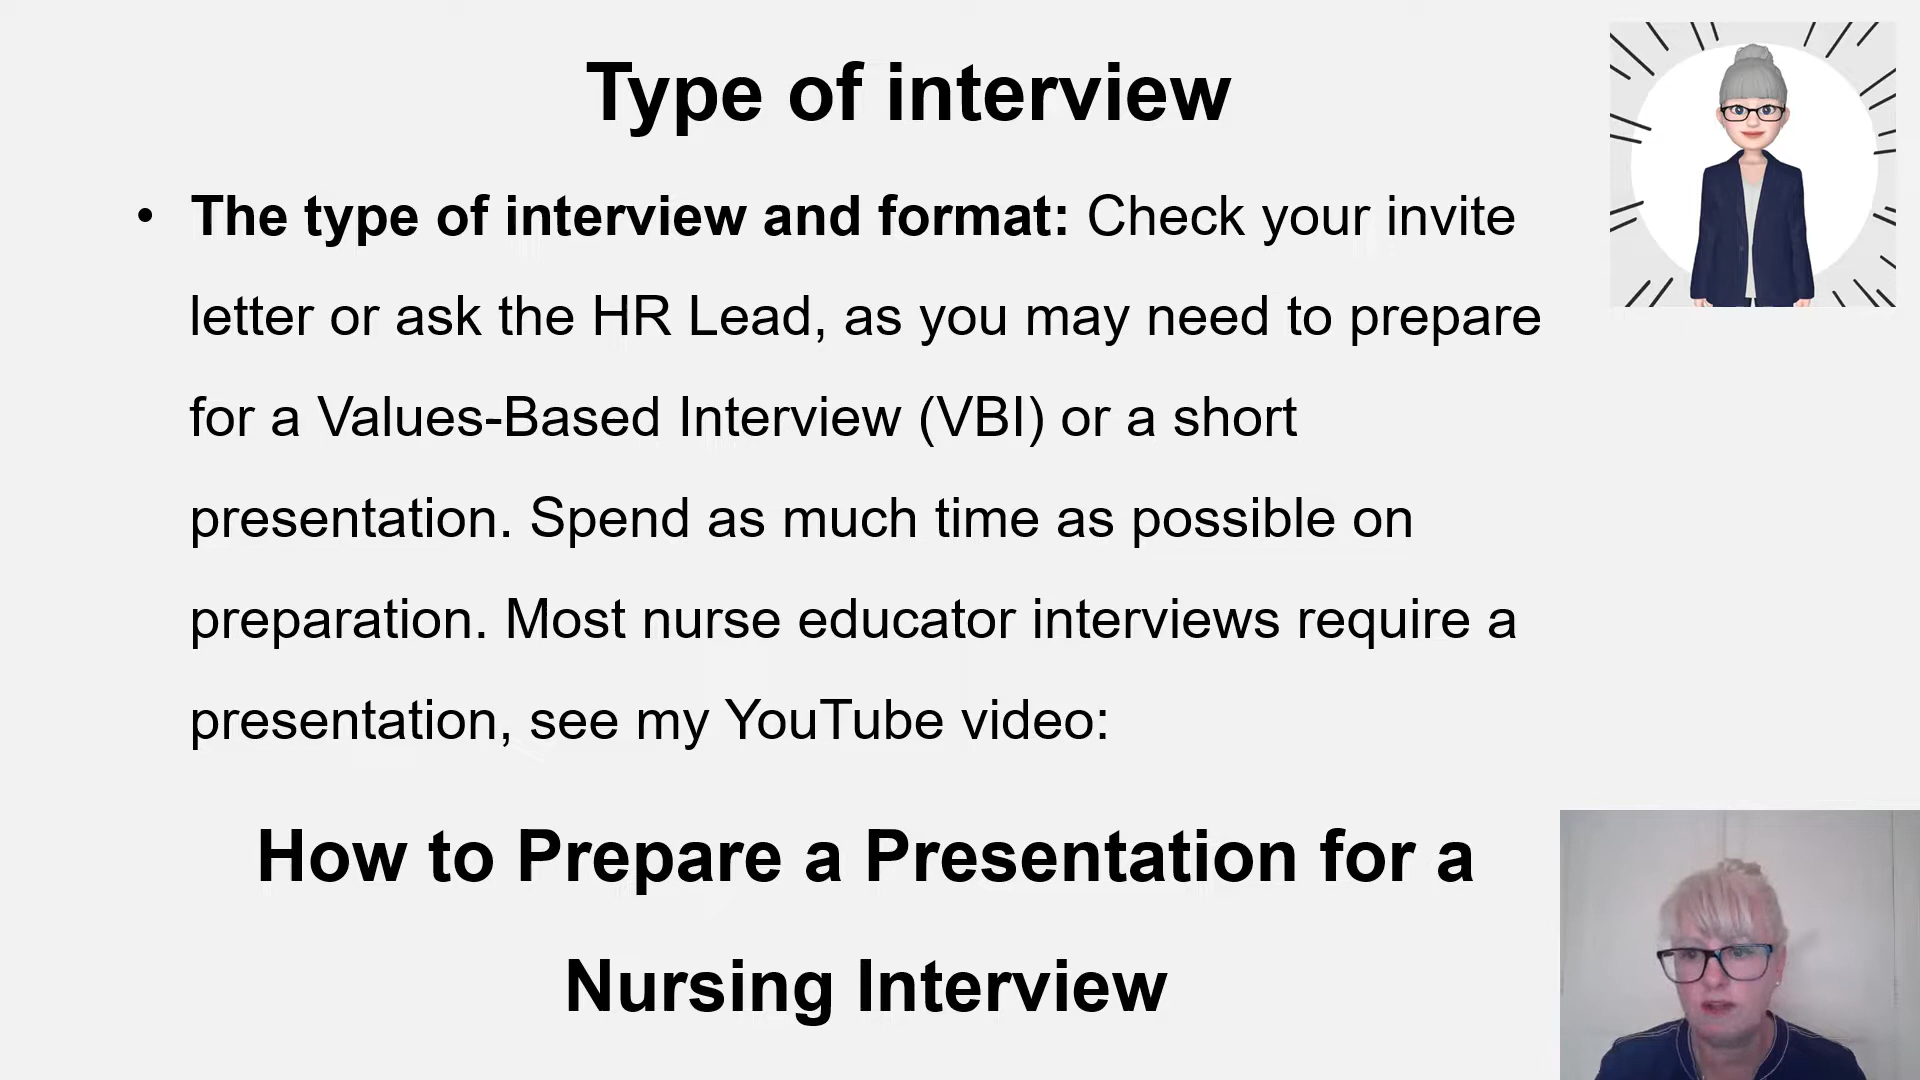 Type of interview
• The type of interview and format: Check your invite
letter or ask the HR Lead, as you may need to prepare
for a Values-Based Interview (VBI) or a short
presentation. Spend as much time as possible on
preparation. Most nurse educator interviews require a
presentation, see my YouTube video:
How to Prepare a Presentation for a
Nursing Interview